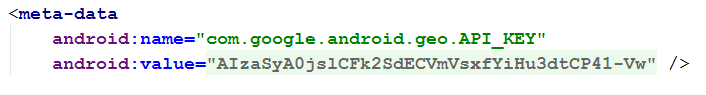 <meta-data
android:name="com.google.android.geo.API_KEY"
android:value="AIzaSyA0jslCFk2SdECVmVsxfYiHu3dtCP41-Vw" />